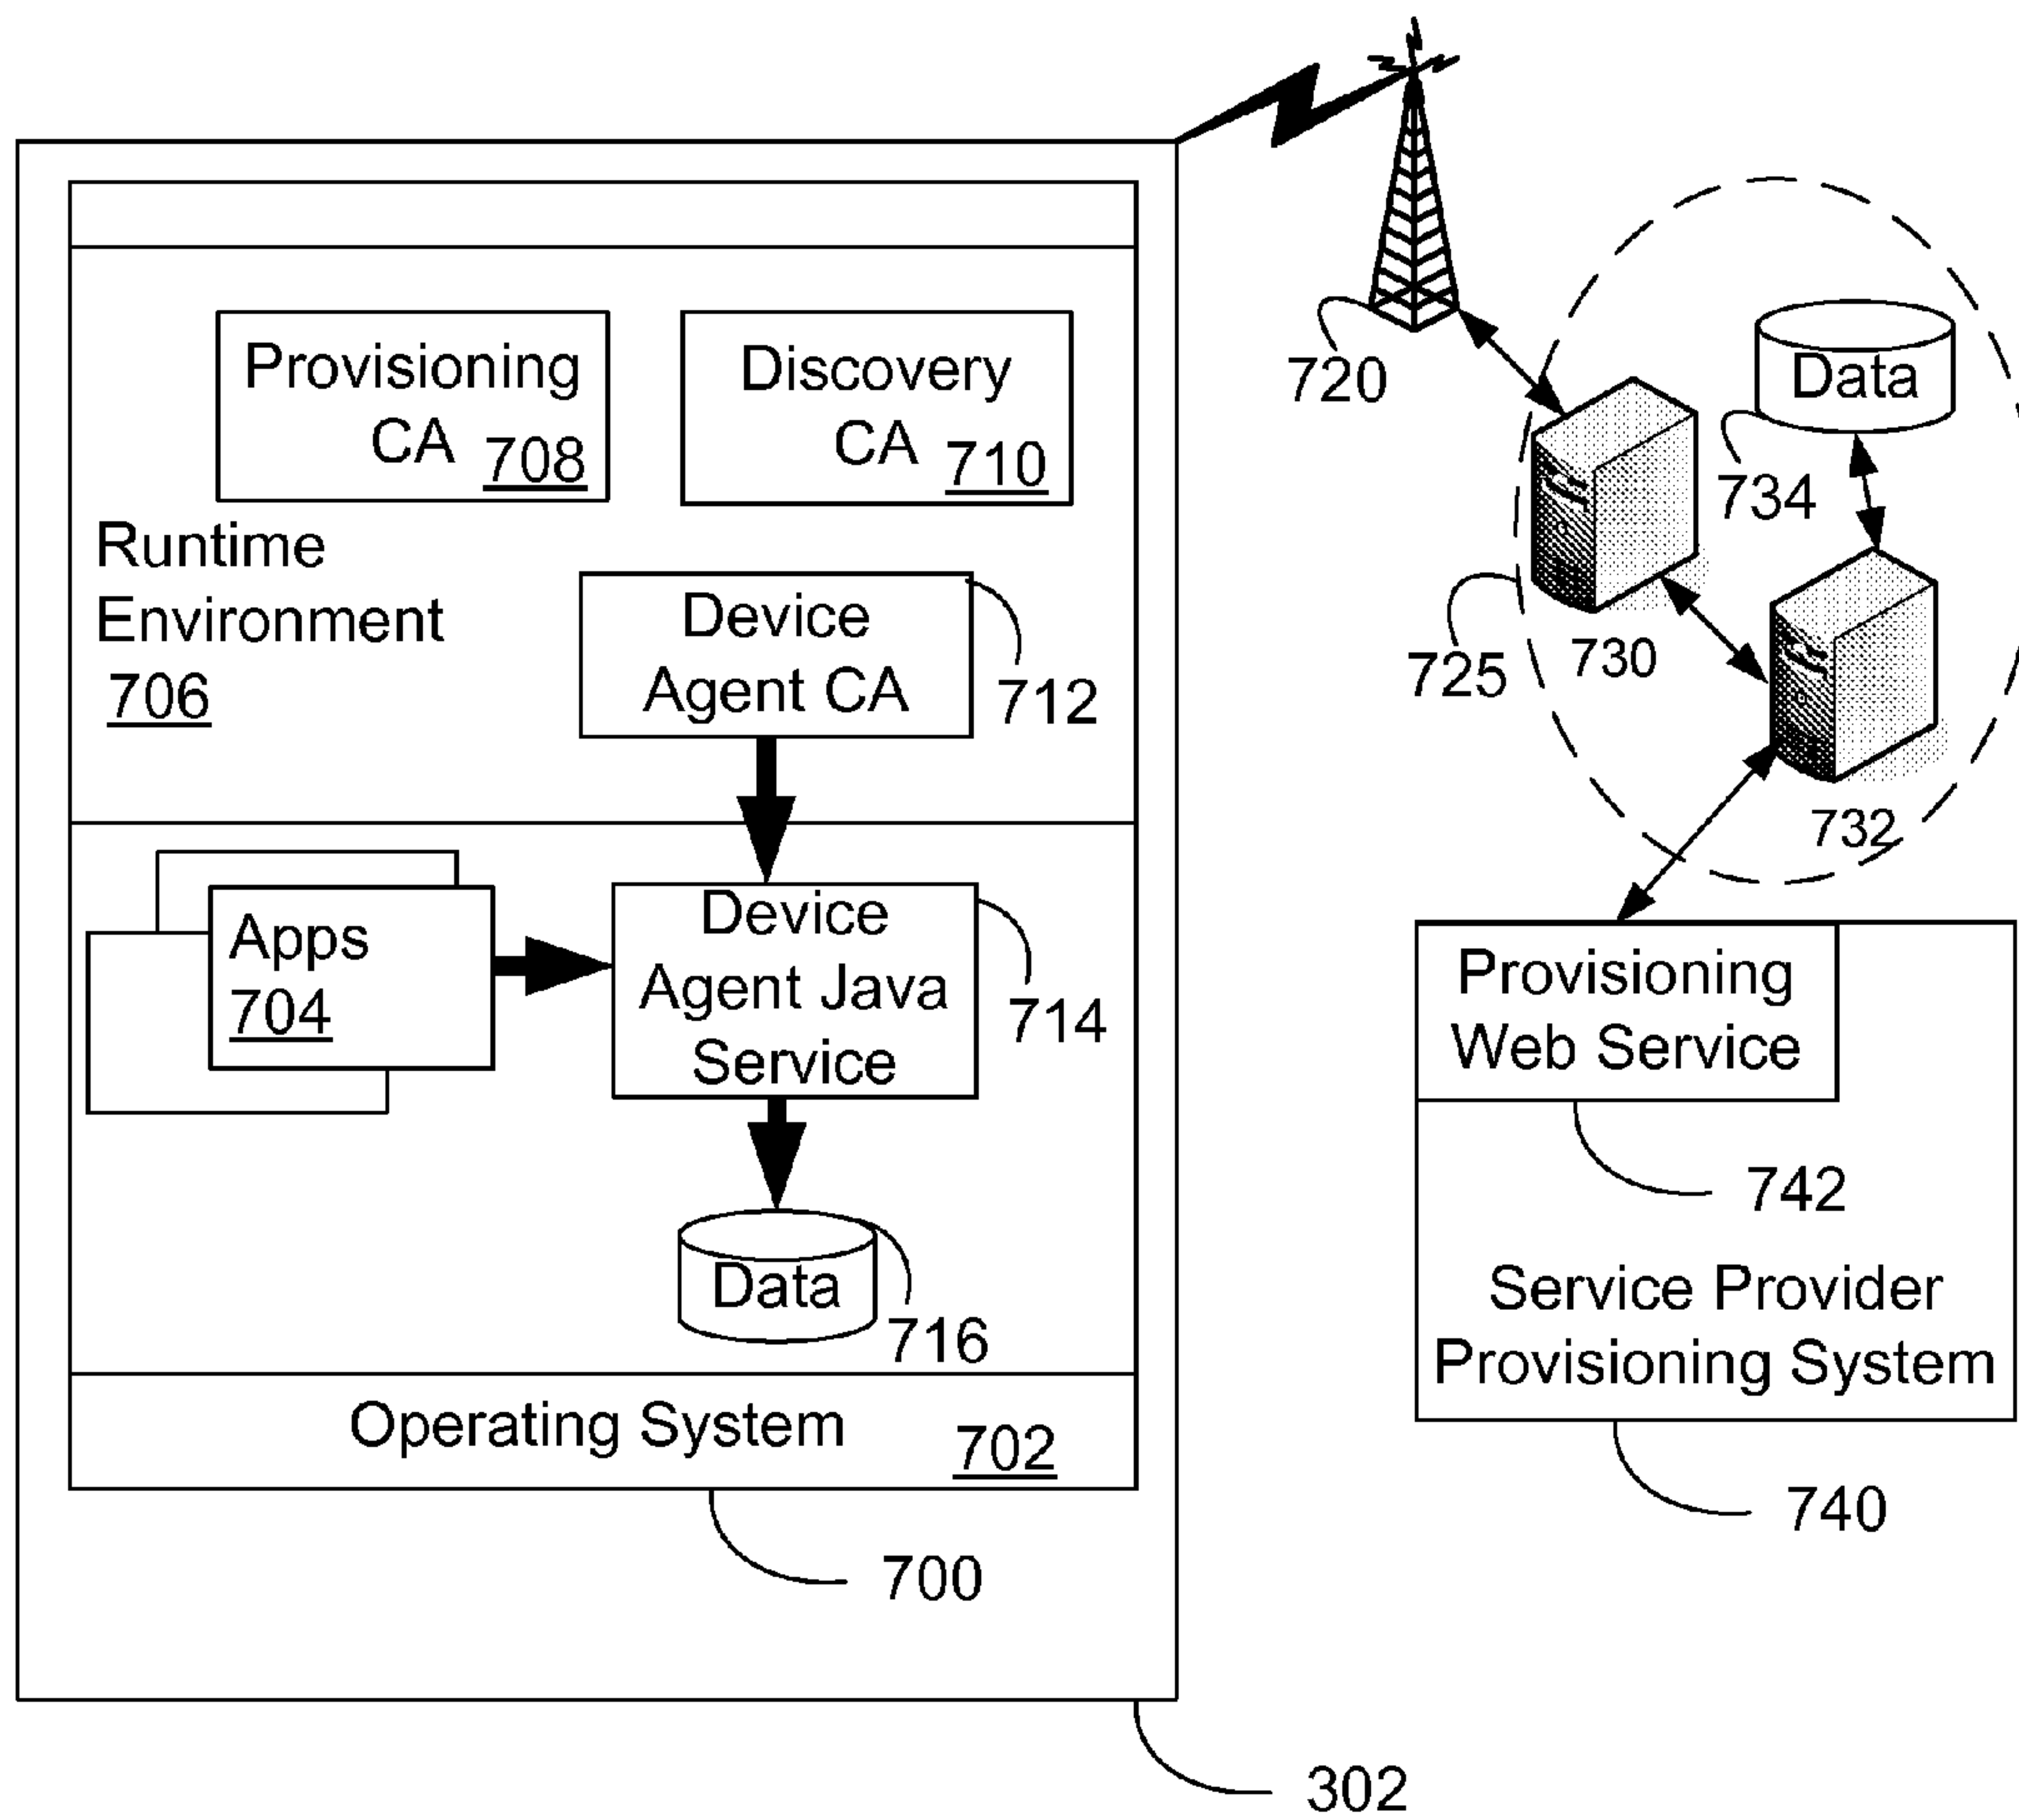 Provisioning
CA 708
Discovery
CA 710
Runtime
Environment
706
Device
Agent CA
712
Apps
704
Device
Agent Java
Service
714
Data
716
Operating System 702
700
302
720
Data
734
725
730
732
Provisioning
Web Service
742
Service Provider
Provisioning System
740